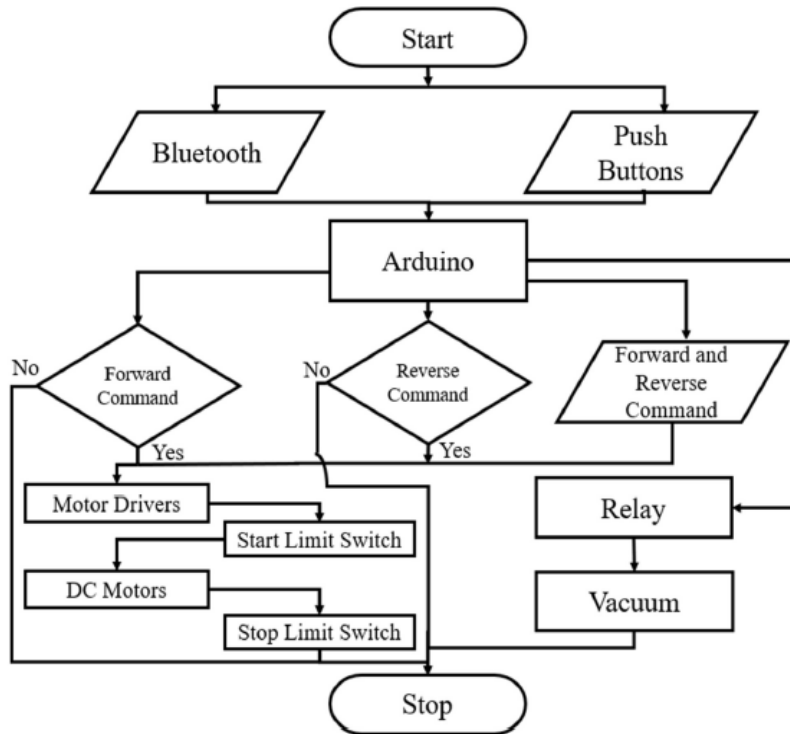 Start
Bluetooth
Push
Buttons
Arduino
No
Forward
Command
Yes
No
Reverse
Command
Yes
Forward and
Reverse
Command
Motor Drivers
Start Limit Switch
DC Motors
Stop Limit Switch
Relay
Vacuum
Stop